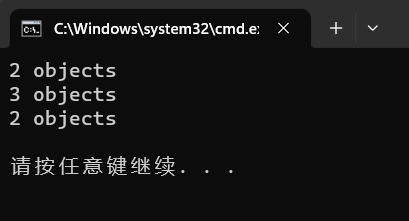 C:\Windows\system32\cmd.e
2 objects
3 objects
2 objects
请按任意键继续. . .